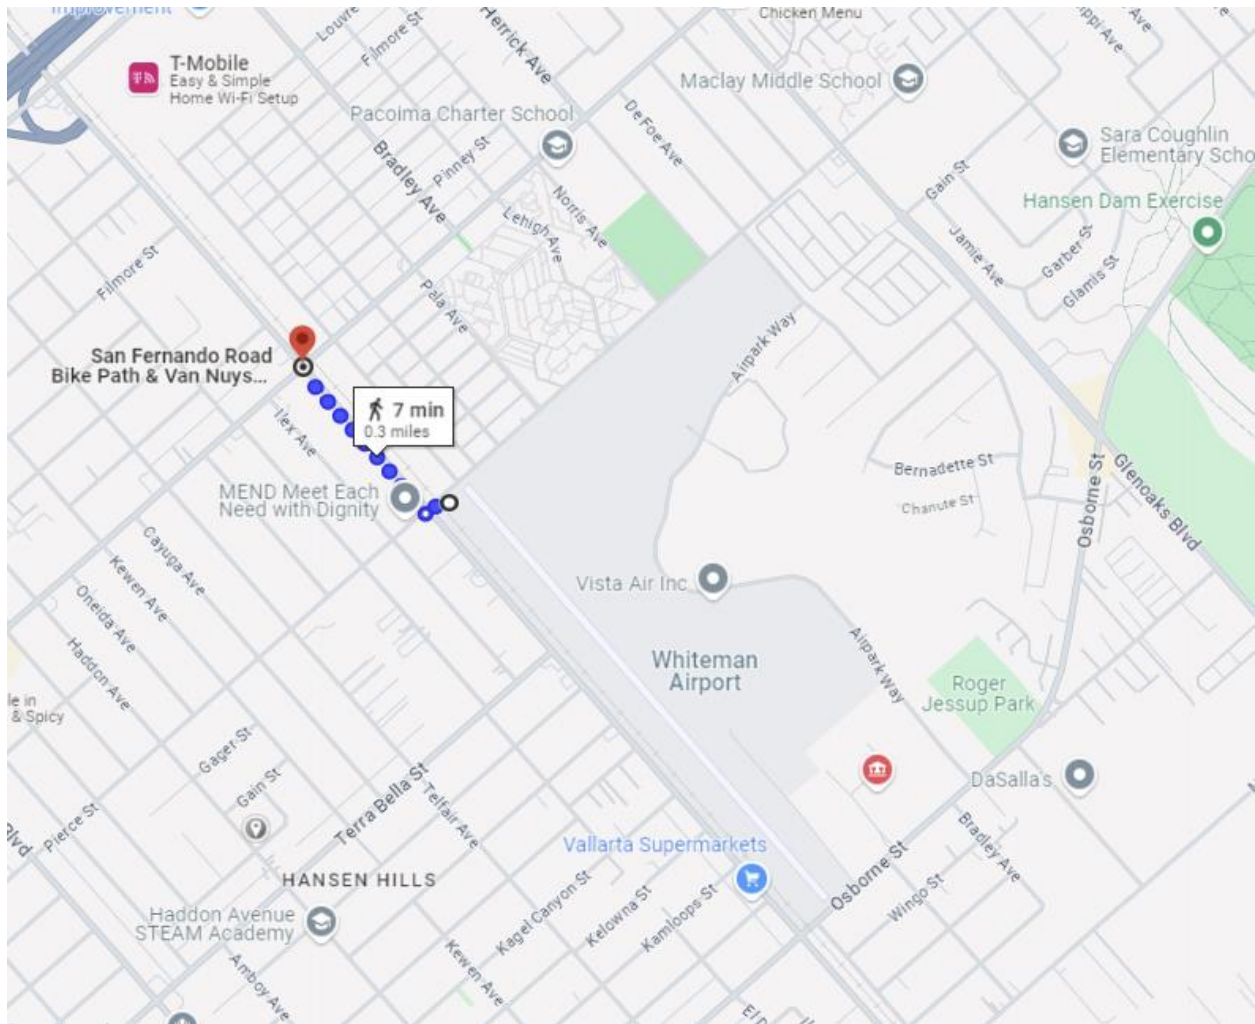 Improvement
T-Mobile
Easy & Simple
Home Wi-Fi Setup
Louvre
Filmore St
Herrick Ave
Chicken Menu
Maclay Middle School
Pacoima Charter School
De Foe Ave
Sara Coughlin
Elementary Scho
Bradley Ave
Pinney St
Gain St
Hansen Dam Exercise
Norris Ave
Lehigh Ave
Jamie Ave
Garber St
Glamis St
Filmore St
Pala Ave
Airpark Way
San Fernando Road
Bike Path & Van Nuys...
7 min
0.3 miles
Ilex Ave
MEND Meet Each
Need with Dignity
Bernadette St
Chanute St
Osborne St
Glenoaks Blvd
Cayuga Ave
Kewen Ave
Oneida Ave
Haddon Ave
Vista Air Inc
Whiteman
Airport
Airpark Way
Roger
Jessup Park
le in
& Spicy
Gager St
Gain St
Terra Bella St
Telfair Ave
DaSalla's
Pierce St
Blvd
Vallarta Supermarkets
Bradley Ave
Osborne St
Wingo St
HANSEN HILLS
Haddon Avenue
STEAM Academy
Kagel Canyon St
Kelowna St
Kamloops St
Kewen Ave
Amboy Ave